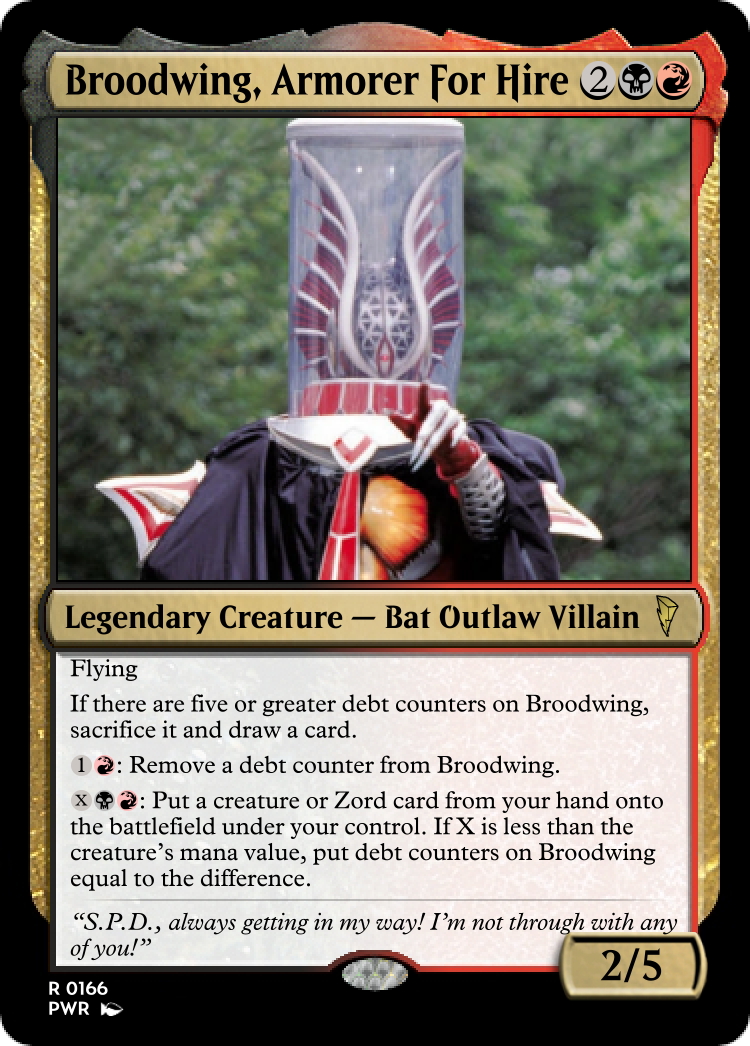 Broodwing, Armorer For Hire 2
Legendary Creature — Bat Outlaw Villain
Flying
If there are five or greater debt counters on Broodwing,
sacrifice it and draw a card.
1 : Remove a debt counter from Broodwing.
X : Put a creature or Zord card from your hand onto
the battlefield under your control. If X is less than the
creature's mana value, put debt counters on Broodwing
equal to the difference.
“S.P.D., always getting in my way! I'm not through with any
of you!”
2/5
R 0166
PWR